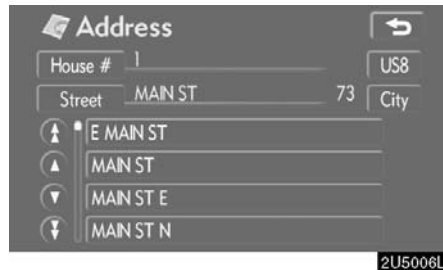 Address
House # 1 US8
Street MAIN ST 73 City
E MAIN ST
MAIN ST
MAIN ST E
MAIN ST N
2U5006L